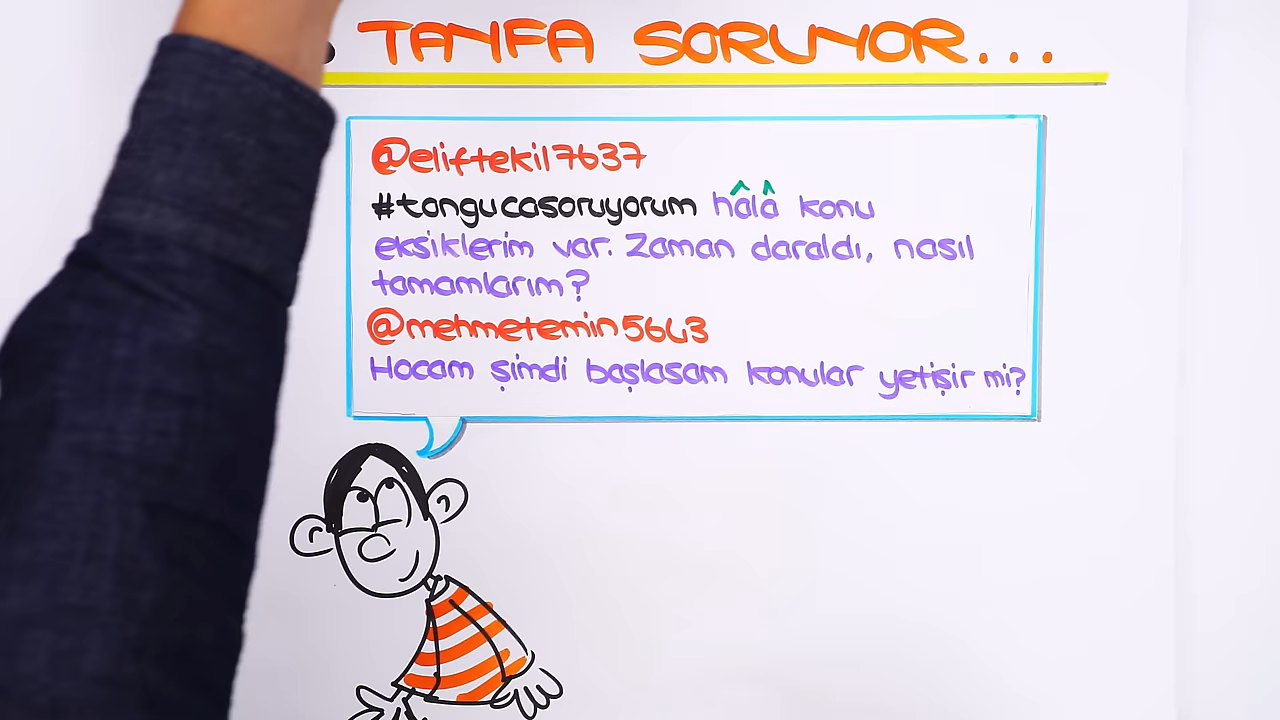 TAYFA SORUYOR...
@eliftekil7637
#tongucasoruyorum hâlâ konu
eksiklerim var. Zaman daraldı, nasıl
tamamlarım?
@mehmetemin5643
Hocam şimdi başlasam konular yetişir mi?